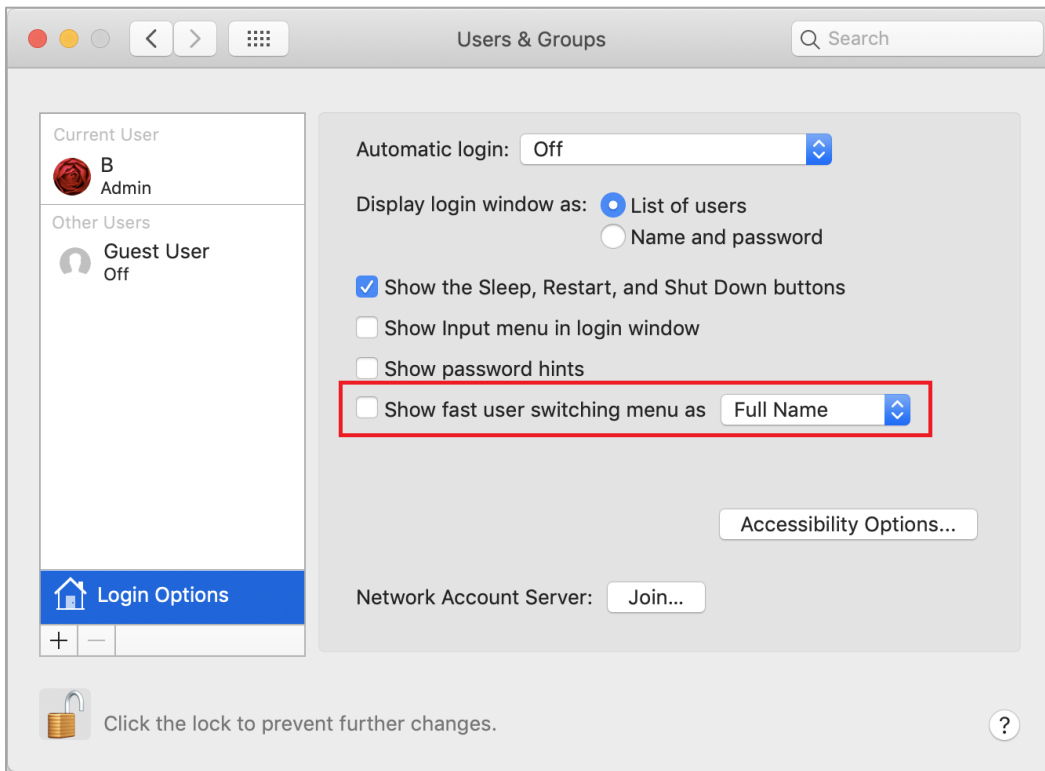 Users & Groups
Search
Current User
B
Admin
Other Users
Guest User
Off
Login Options
Automatic login: Off
Display login window as: List of users
Name and password
Show the Sleep, Restart, and Shut Down buttons
Show Input menu in login window
Show password hints
Show fast user switching menu as Full Name
Accessibility Options...
Network Account Server: Join...
Click the lock to prevent further changes.
?